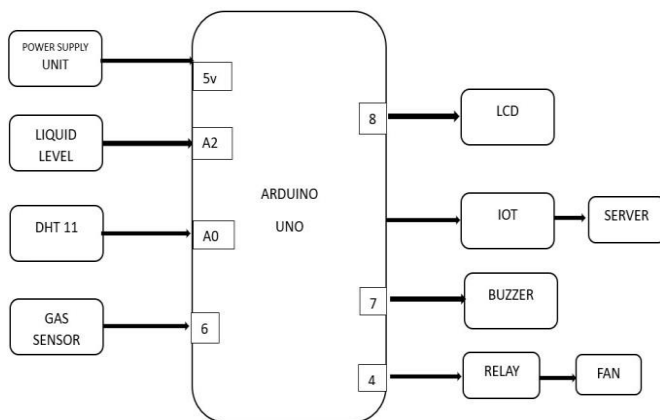 POWER SUPPLY
UNIT
5v
LIQUID
LEVEL
A2
DHT 11
A0
GAS
SENSOR
6
ARDUINO
UNO
8
LCD
IOT
SERVER
7
BUZZER
4
RELAY
FAN